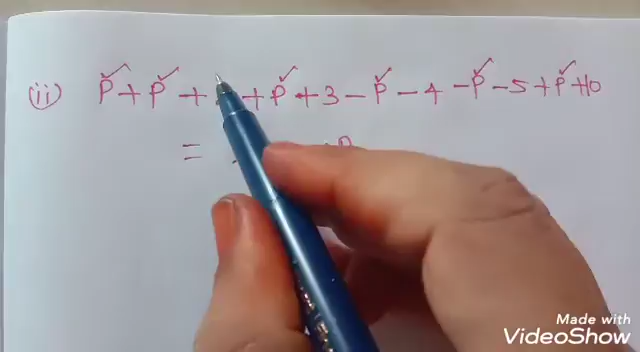 (ii) P + P + + P + 3 - P - 4 - P - 5 + P + 10
=
Made with
VideoShow